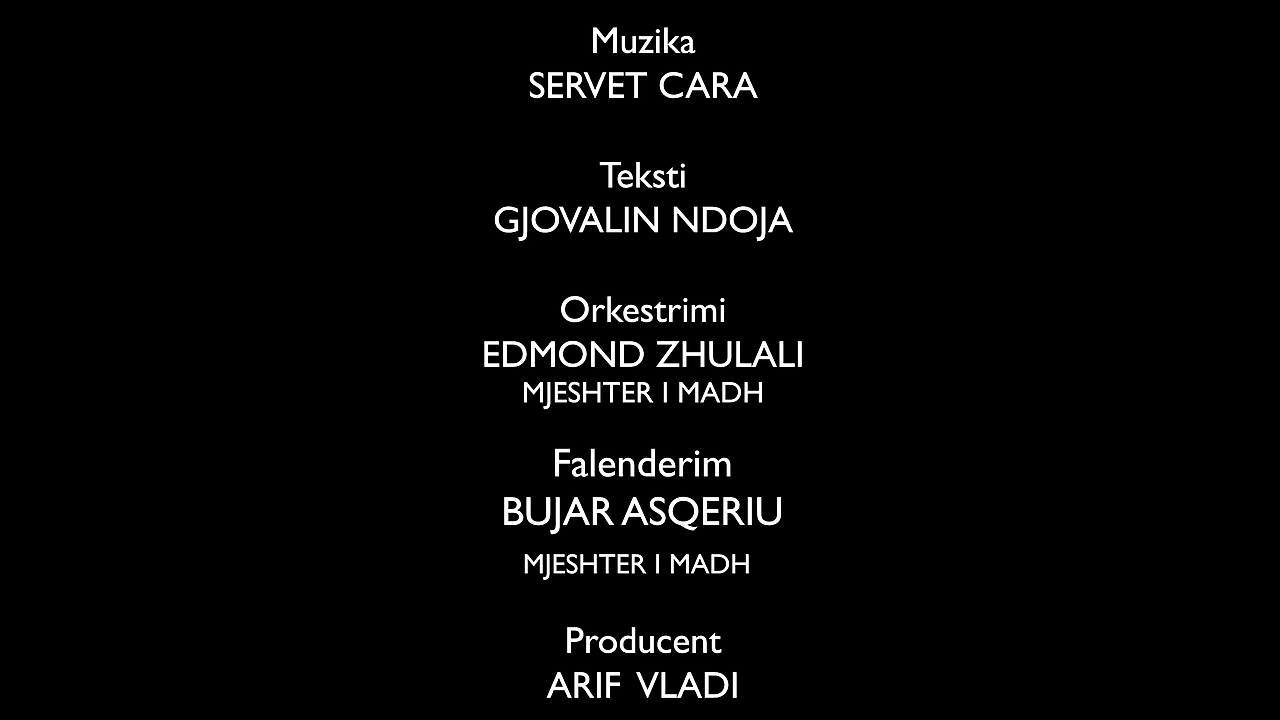 Muzika
SERVET CARA
Teksti
GJOVALIN NDOJA
Orkestrimi
EDMOND ZHULALI
MJESHTER I MADH
Falenderim
BUJAR ASQERIU
MJESHTER I MADH
Producent
ARIF VLADI